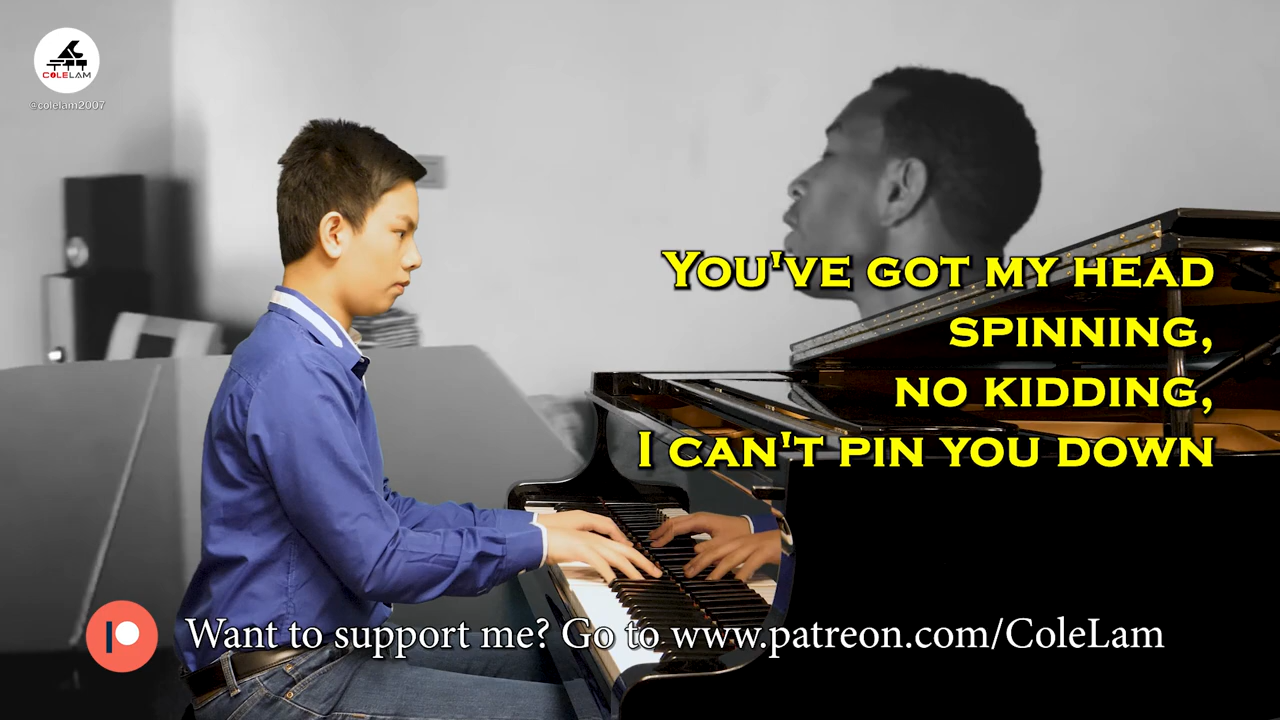 COLELAM
@colelam2007
YOU'VE GOT MY HEAD
SPINNING,
NO KIDDING,
I CAN'T PIN YOU DOWN
Want to support me? Go to www.patreon.com/ColeLam